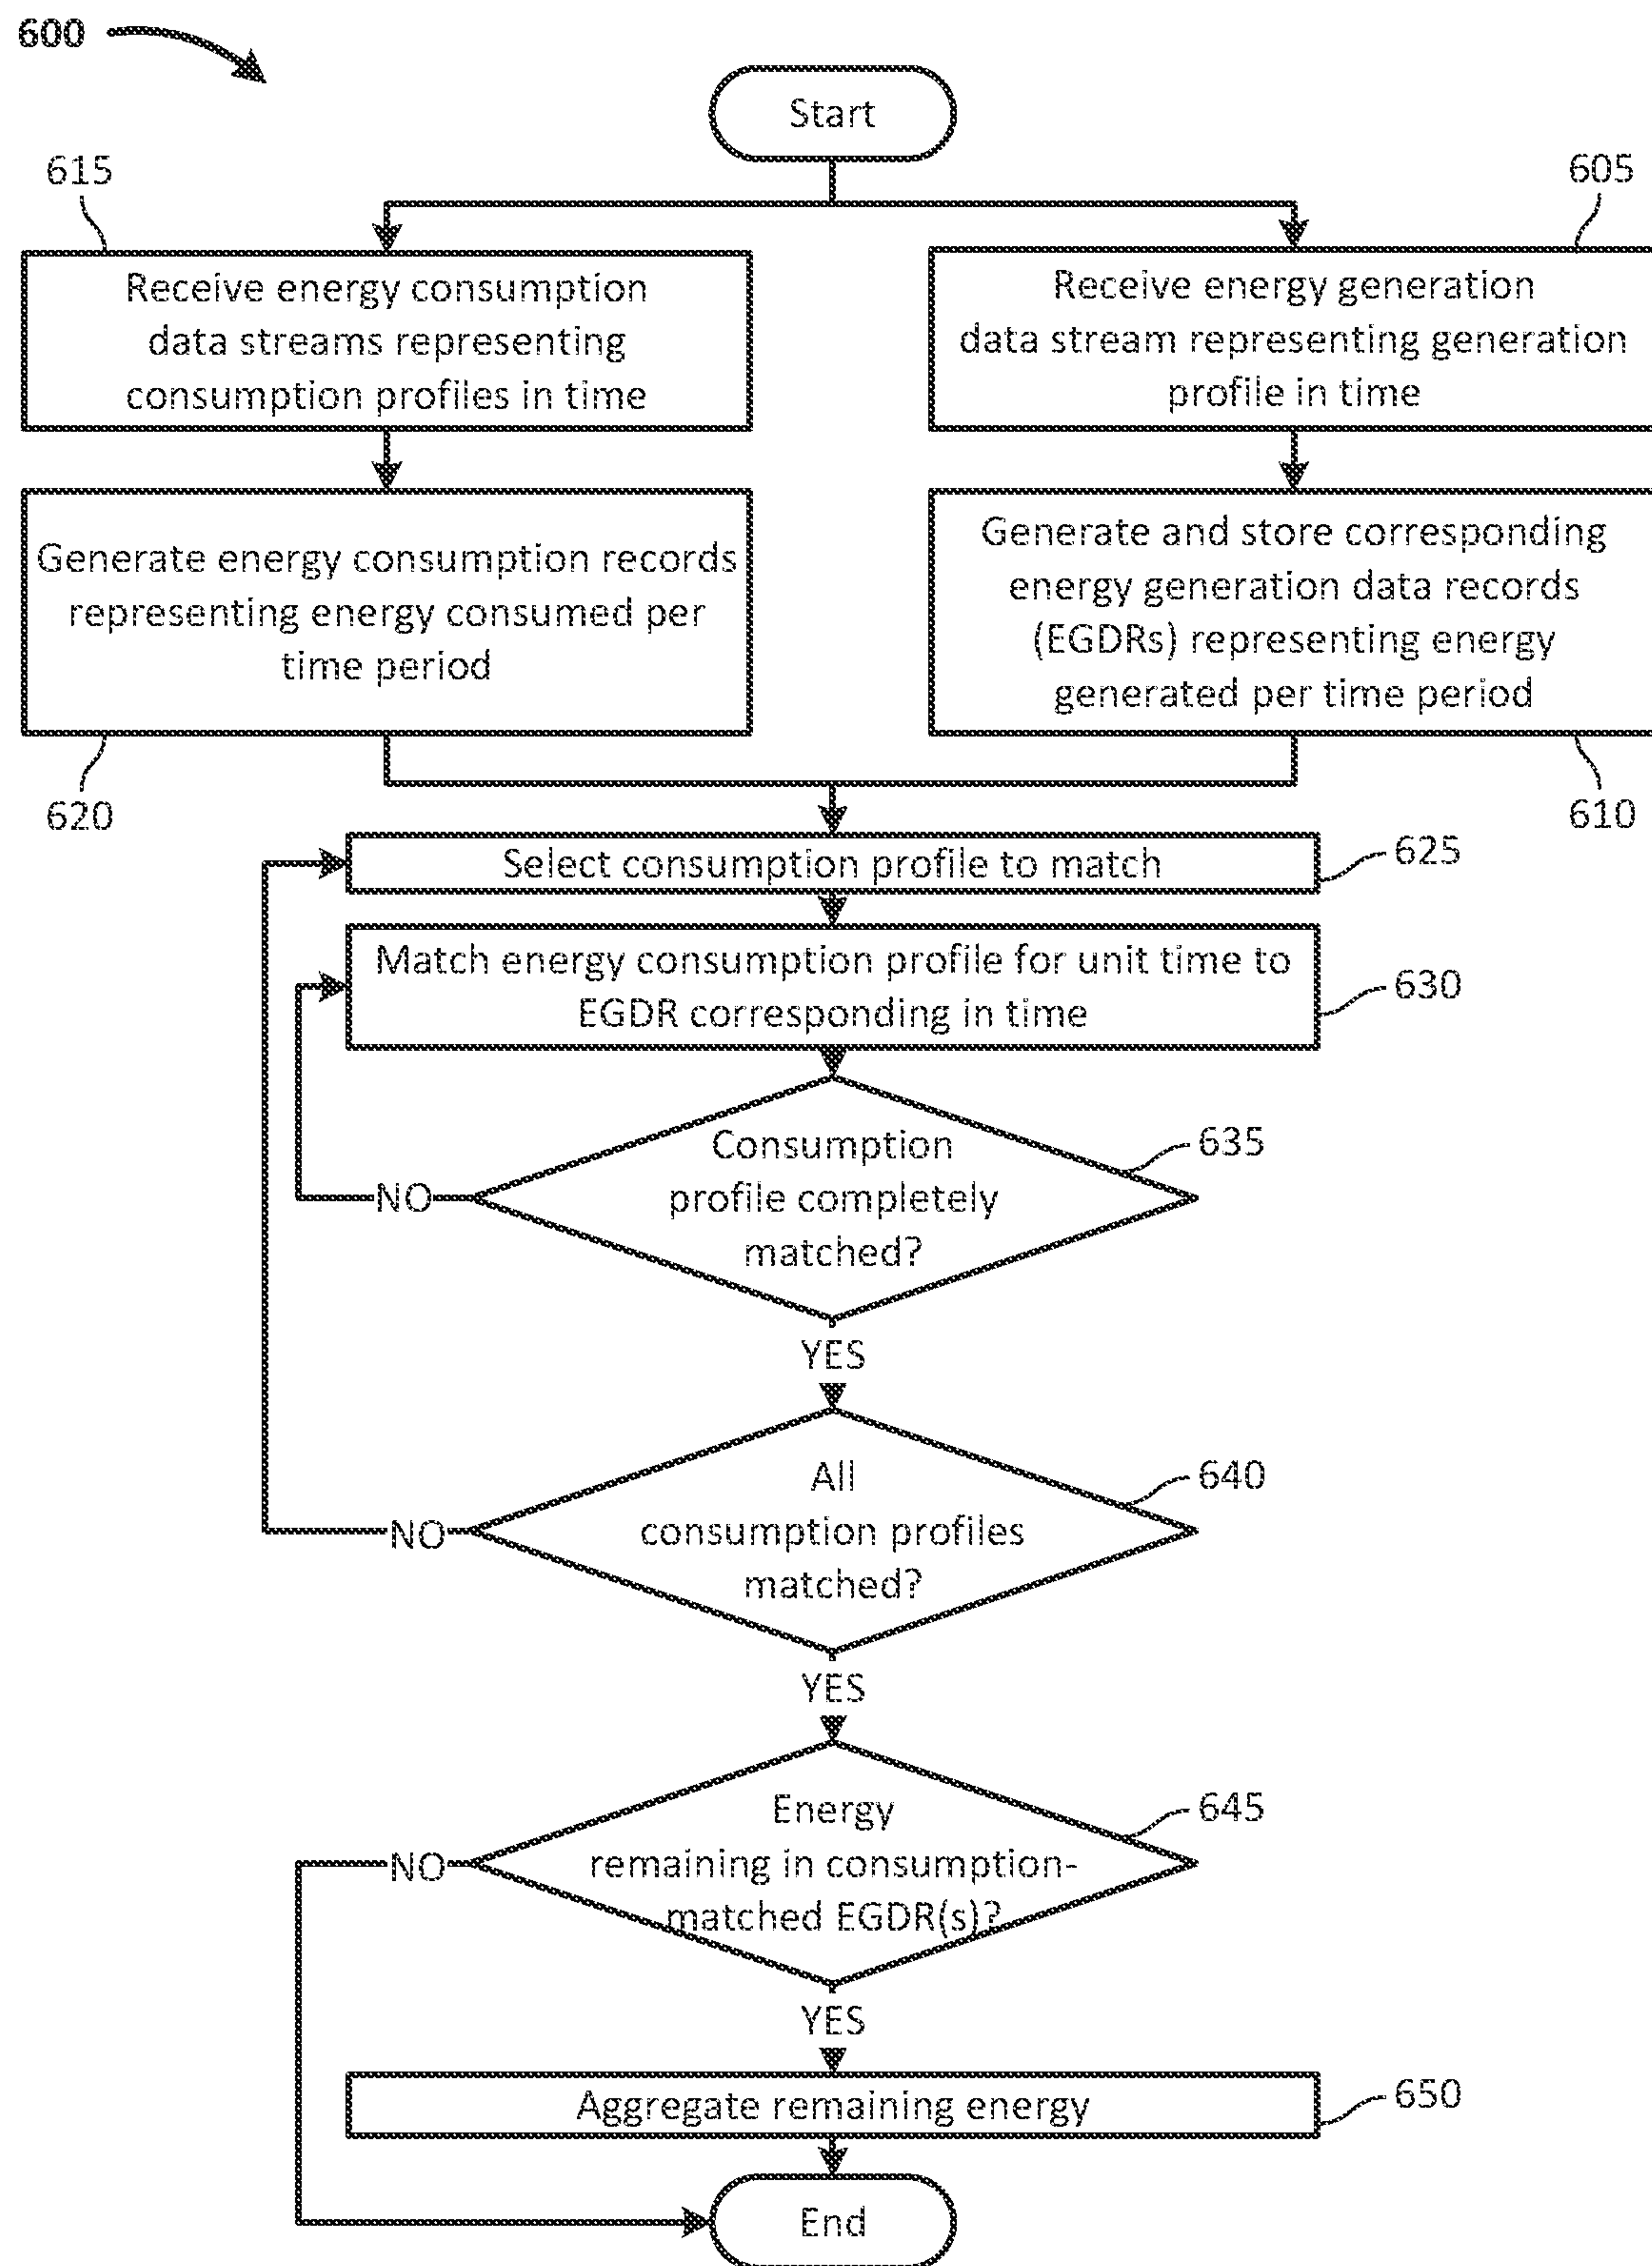 600
Start
615
605
Receive energy consumption
data streams representing
consumption profiles in time
Receive energy generation
data stream representing generation
profile in time
Generate energy consumption records
representing energy consumed per
time period
Generate and store corresponding
energy generation data records
(EGDRs) representing energy
generated per time period
620
610
Select consumption profile to match
625
Match energy consumption profile for unit time to
EGDR corresponding in time
630
Consumption
profile completely
matched?
635
NO
YES
All
consumption profiles
matched?
640
NO
YES
Energy
remaining in consumption-
matched EGDR(s)?
645
NO
YES
Aggregate remaining energy
650
End